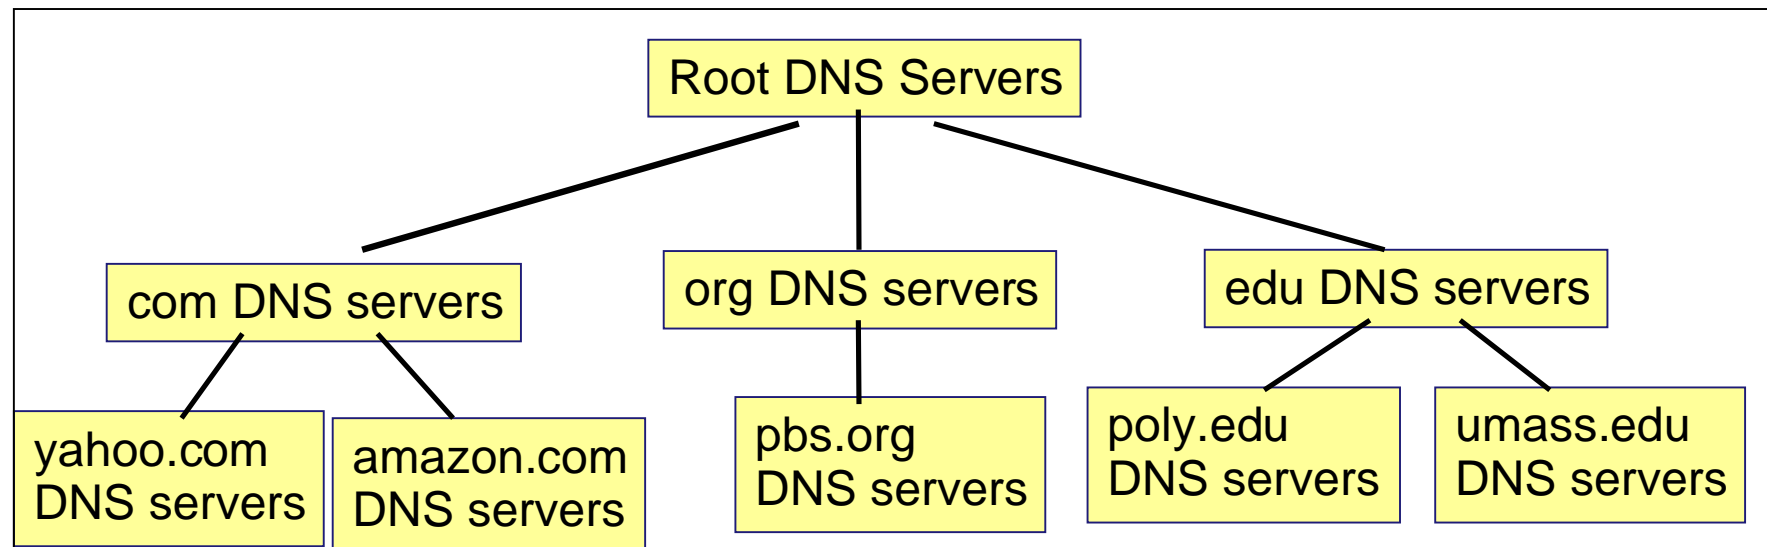 Root DNS Servers
com DNS servers
org DNS servers
edu DNS servers
yahoo.com
DNS servers
amazon.com
DNS servers
pbs.org
DNS servers
poly.edu
DNS servers
umass.edu
DNS servers